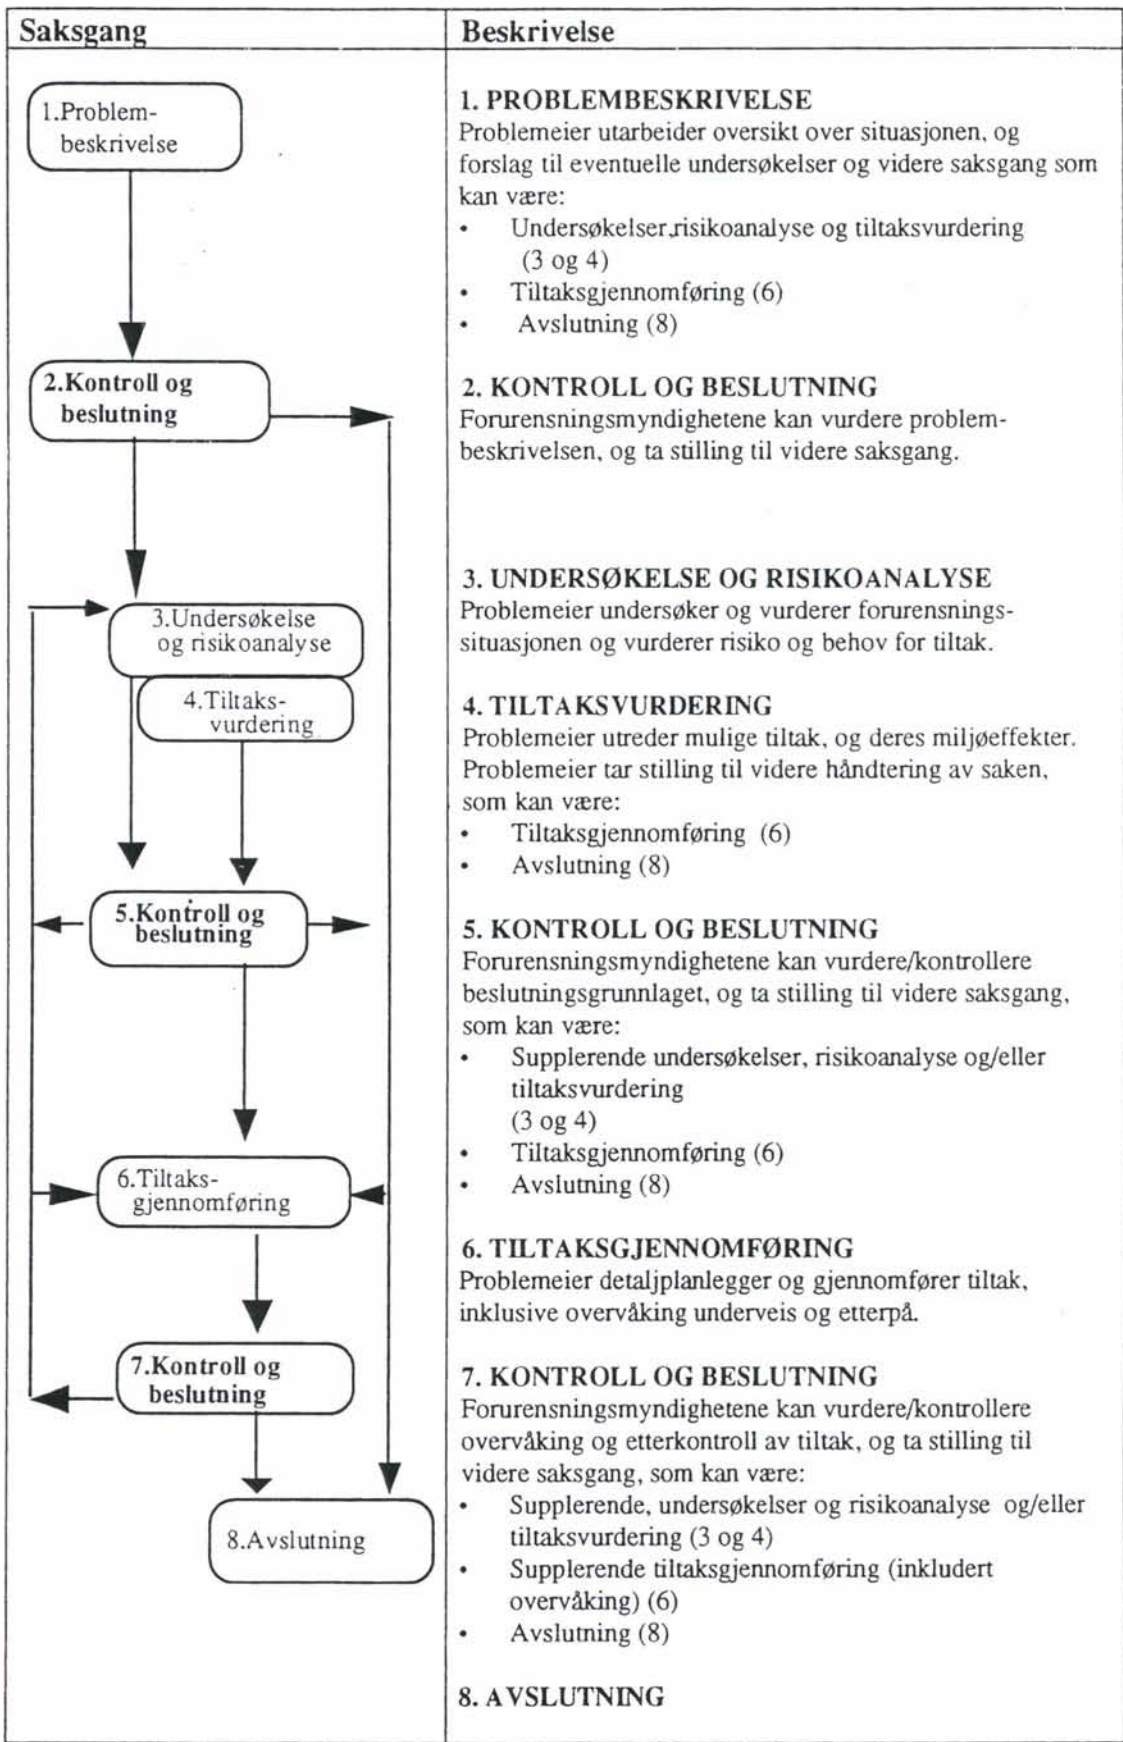 Saksgang
Beskrivelse
1.Problem-
beskrivelse
2.Kontroll og
beslutning
3.Undersøkelse
og risikoanalyse
4.Tiltaks-
vurdering
5.Kontroll og
beslutning
6.Tiltaks-
gjennomføring
7.Kontroll og
beslutning
8.Avslutning
1. PROBLEMBESKRIVELSE
Problemeier utarbeider oversikt over situasjonen, og
forslag til eventuelle undersøkelser og videre saksgang som
kan være:
• Undersøkelser,risikoanalyse og tiltaksvurdering
(3 og 4)
• Tiltaksgjennomføring (6)
• Avslutning (8)
2. KONTROLL OG BESLUTNING
Forurensningsmyndighetene kan vurdere problem-
beskrivelsen, og ta stilling til videre saksgang.
3. UNDERSØKELSE OG RISIKOANALYSE
Problemeier undersøker og vurderer forurensnings-
situasjonen og vurderer risiko og behov for tiltak.
4. TILTAKSVURDERING
Problemeier utreder mulige tiltak, og deres miljøeffekter.
Problemeier tar stilling til videre håndtering av saken,
som kan være:
• Tiltaksgjennomføring (6)
• Avslutning (8)
5. KONTROLL OG BESLUTNING
Forurensningsmyndighetene kan vurdere/kontrollere
beslutningsgrunnlaget, og ta stilling til videre saksgang,
som kan være:
• Supplerende undersøkelser, risikoanalyse og/eller
tiltaksvurdering
(3 og 4)
• Tiltaksgjennomføring (6)
• Avslutning (8)
6. TILTAKSGJENNOMFØRING
Problemeier detaljplanlegger og gjennomfører tiltak,
inklusive overvåking underveis og etterpå.
7. KONTROLL OG BESLUTNING
Forurensningsmyndighetene kan vurdere/kontrollere
overvåking og etterkontroll av tiltak, og ta stilling til
videre saksgang, som kan være:
• Supplerende, undersøkelser og risikoanalyse og/eller
tiltaksvurdering (3 og 4)
• Supplerende tiltaksgjennomføring (inkludert
overvåking) (6)
• Avslutning (8)
8. AVSLUTNING